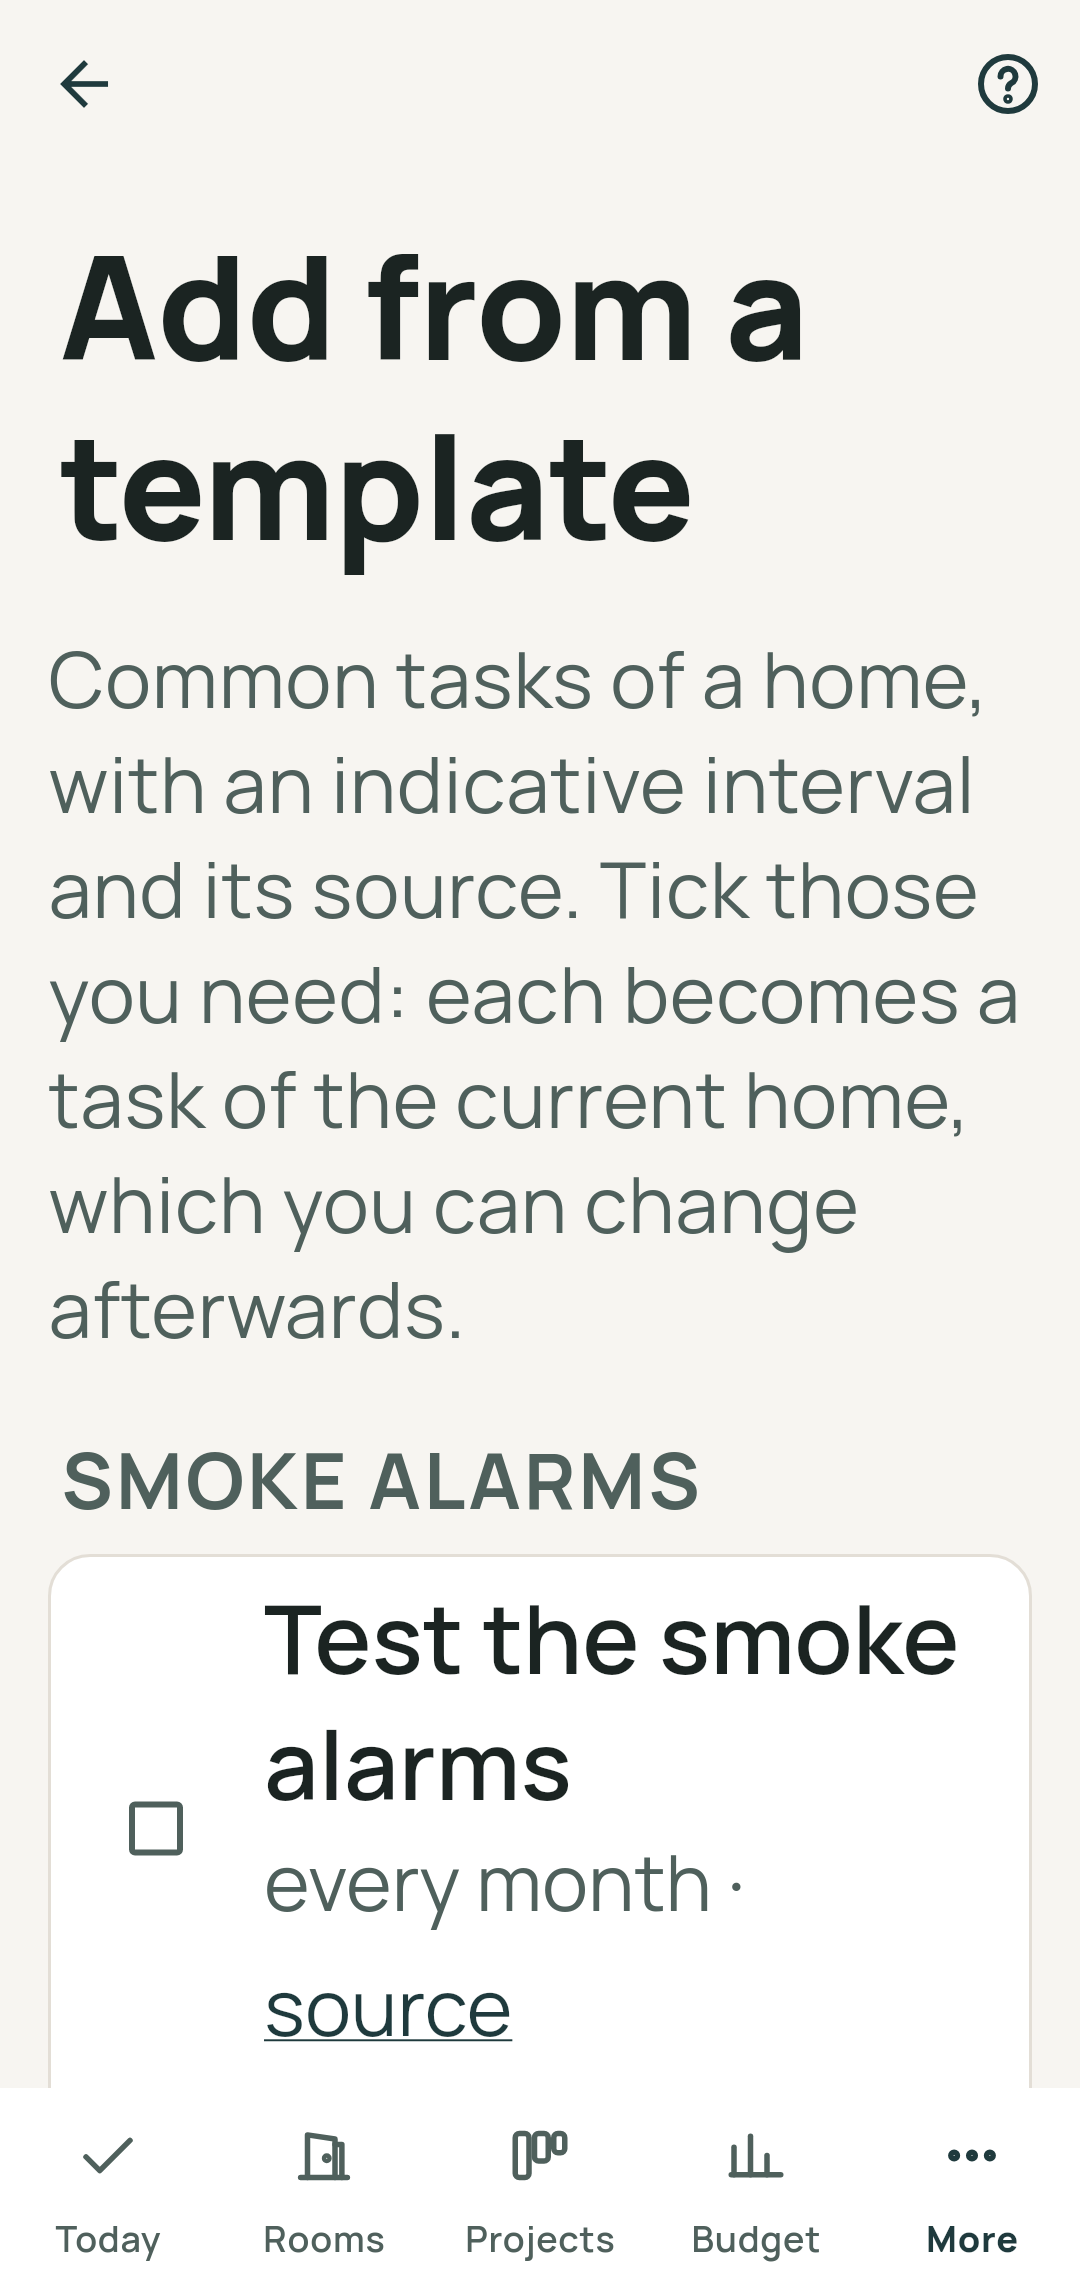 Add from a
template
Common tasks of a home,
with an indicative interval
and its source. Tick those
you need: each becomes a
task of the current home,
which you can change
afterwards.
SMOKE ALARMS
Test the smoke
alarms
every month ·
source
Today
Rooms
Projects
Budget
More